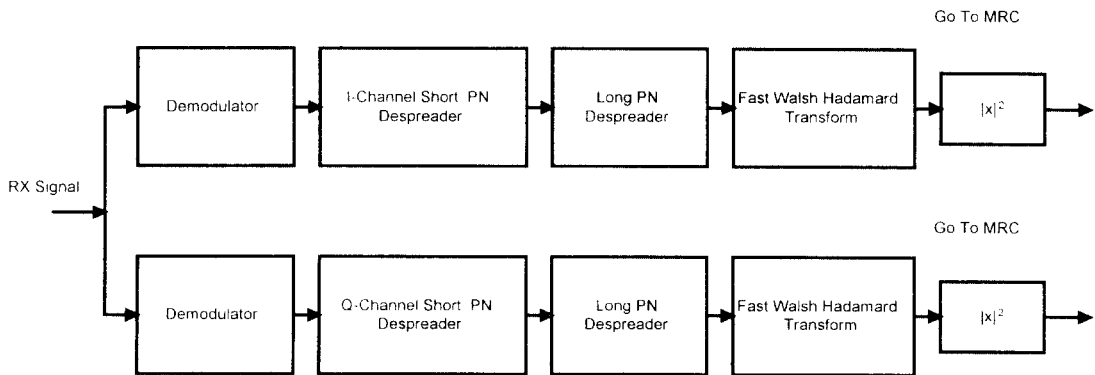 Go To MRC
Demodulator
I-Channel Short PN
Despreader
Long PN
Despreader
Fast Walsh Hadamard
Transform
|x|²
RX Signal
Go To MRC
Demodulator
Q-Channel Short PN
Despreader
Long PN
Despreader
Fast Walsh Hadamard
Transform
|x|²